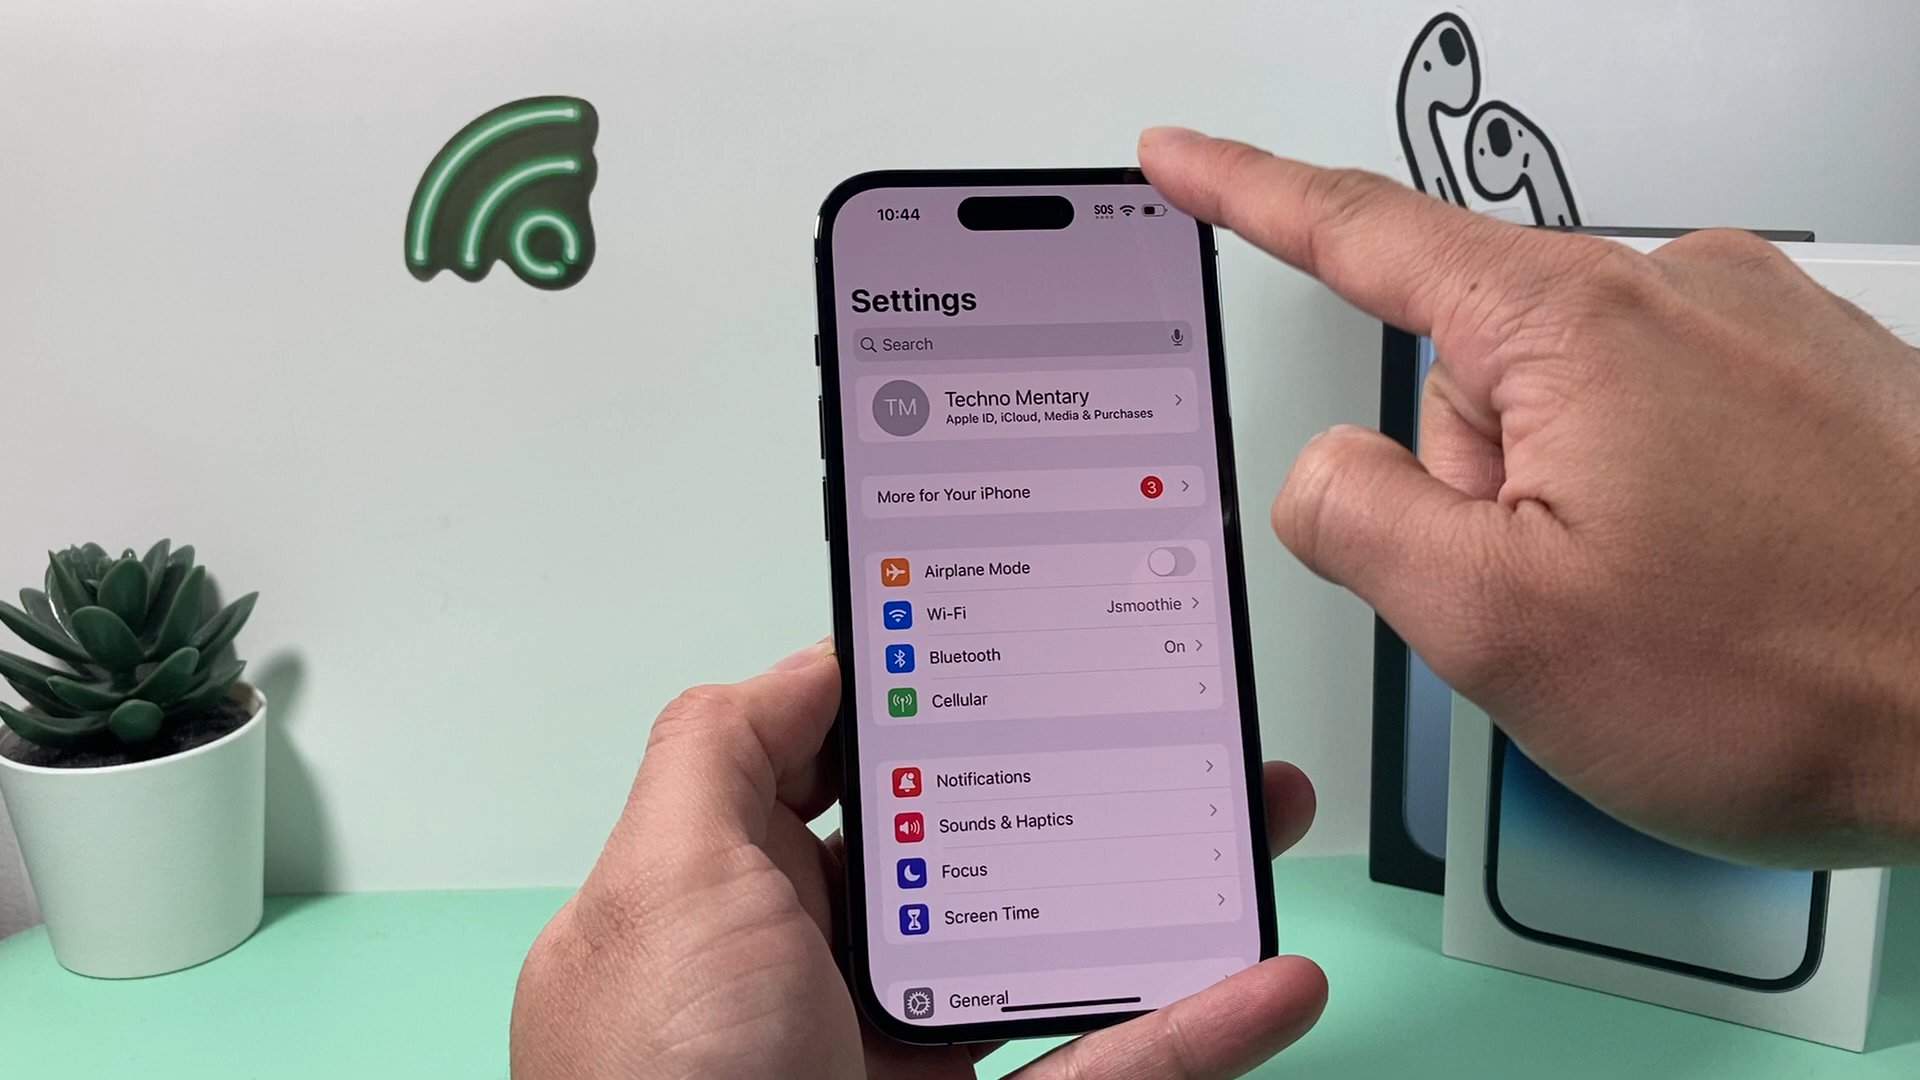 10:44
SOS
Settings
Search
TM
Techno Mentary
Apple ID, iCloud, Media & Purchases
More for Your iPhone
3
Airplane Mode
Wi-Fi Jsmoothie
Bluetooth On
Cellular
Notifications
Sounds & Haptics
Focus
Screen Time
General